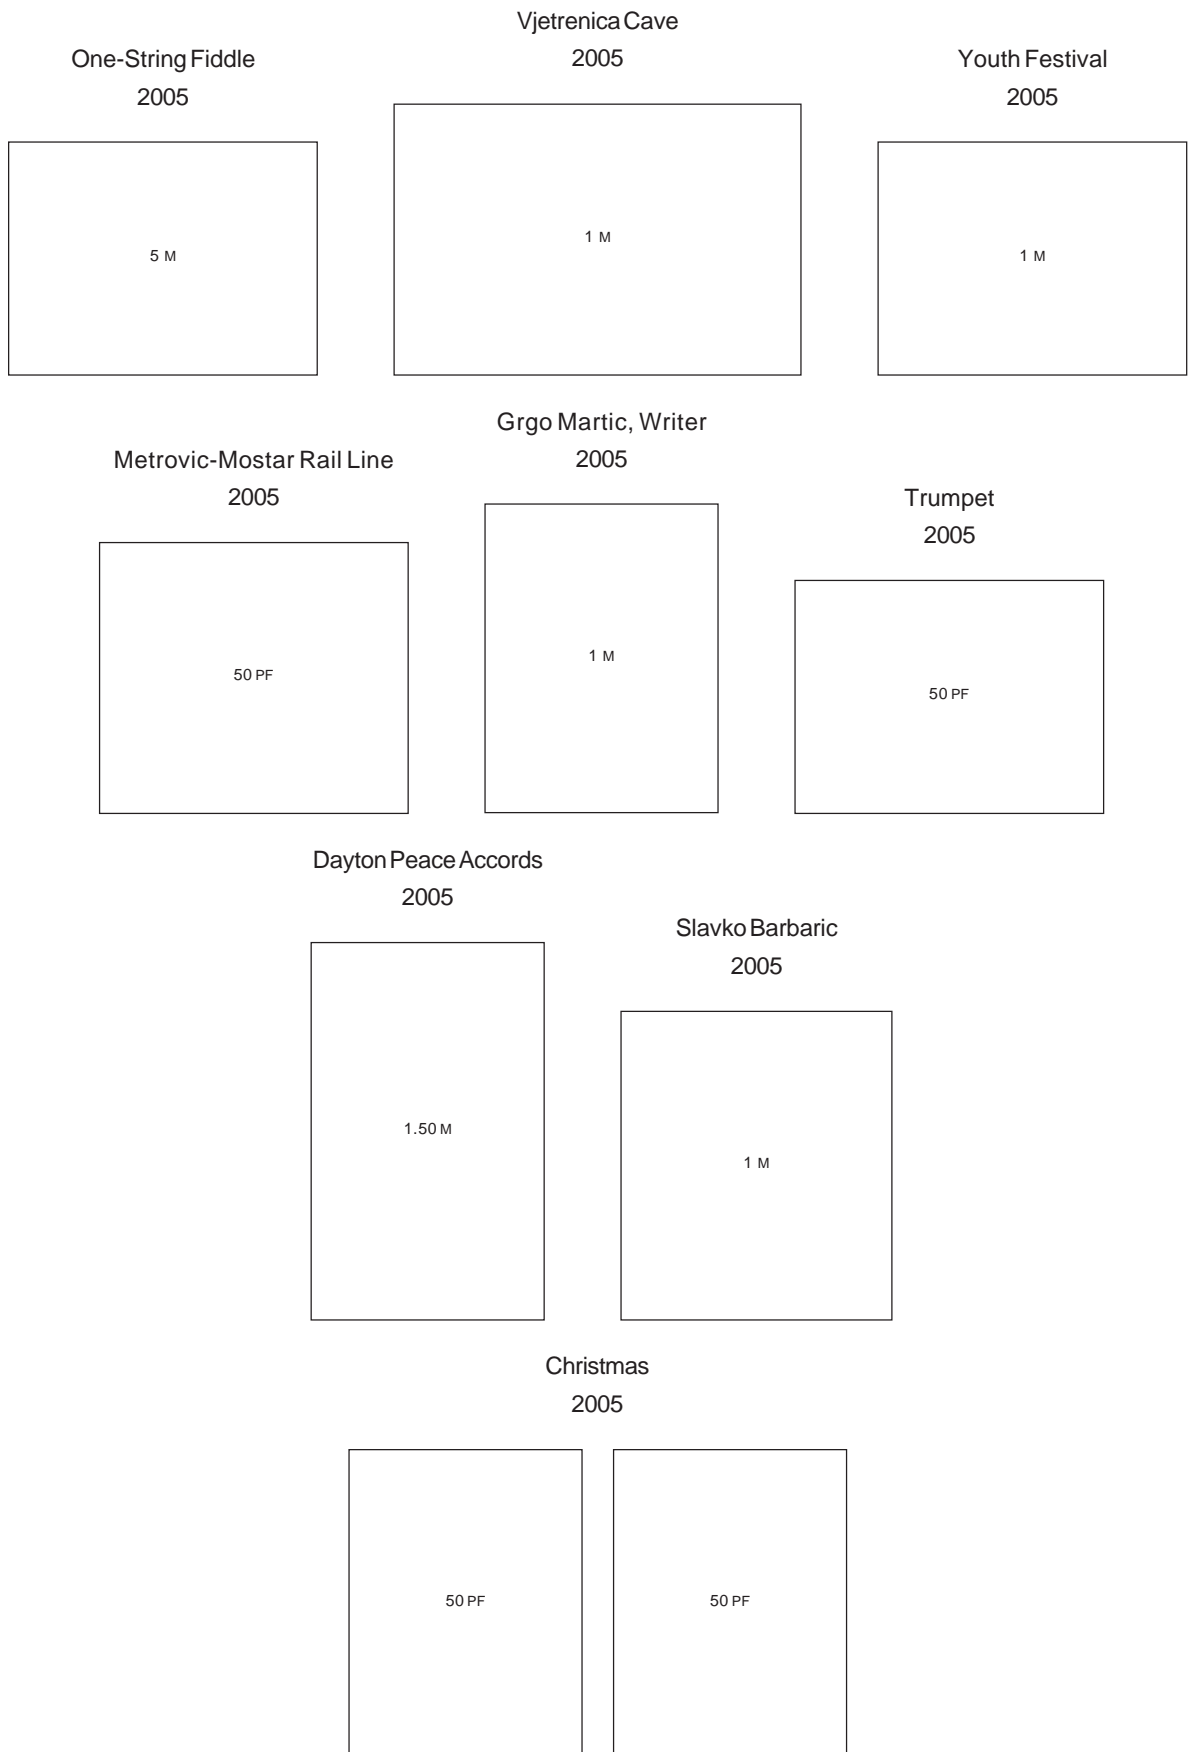 One-String Fiddle
2005
5 M
Vjetrenica Cave
2005
1 M
Youth Festival
2005
1 M
Metrovic-Mostar Rail Line
2005
50 PF
Grgo Martic, Writer
2005
1 M
Trumpet
2005
50 PF
Dayton Peace Accords
2005
1.50 M
Slavko Barbaric
2005
1 M
Christmas
2005
50 PF
50 PF